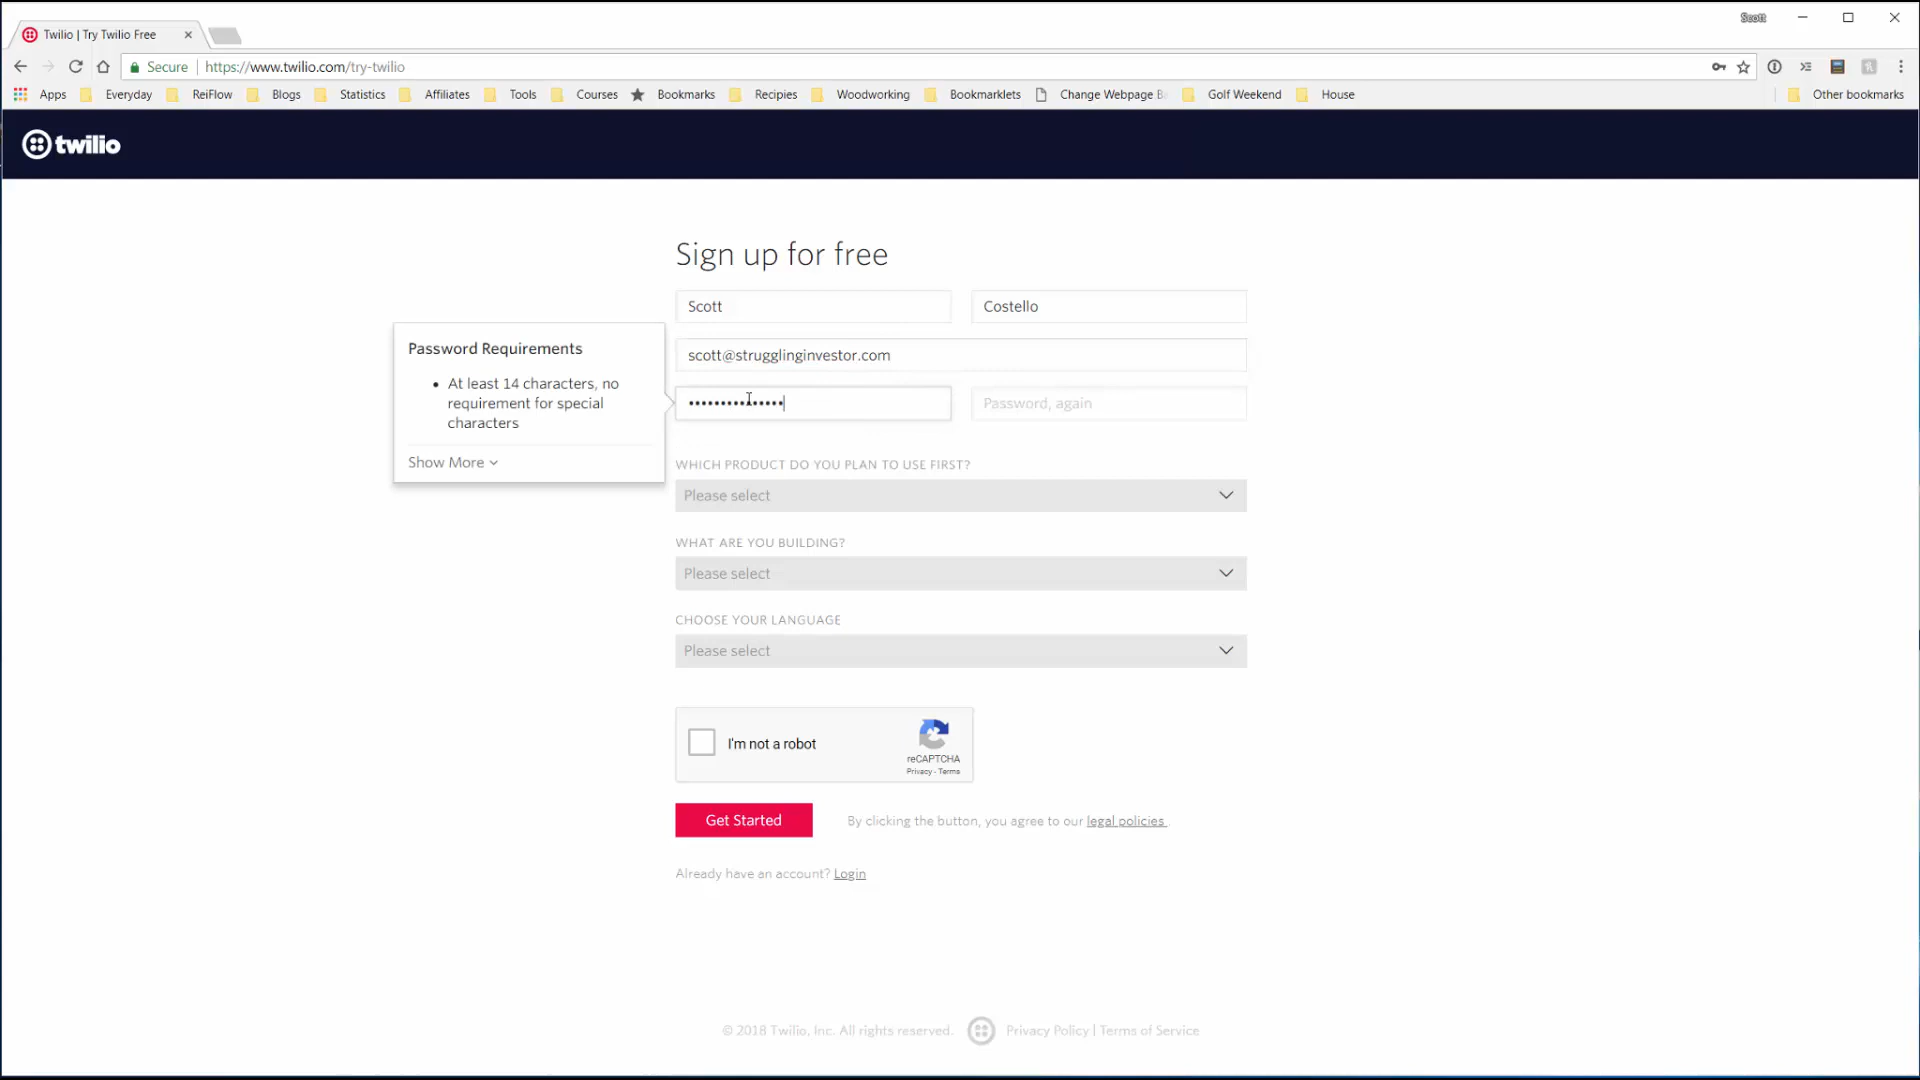 Twilio | Try Twilio Free
Scott
Secure https://www.twilio.com/try-twilio
Apps Everyday ReiFlow Blogs Statistics Affiliates Tools Courses Bookmarks Recipies Woodworking Bookmarklets Change Webpage Ba Golf Weekend House Other bookmarks
twilio
Sign up for free
Scott Costello
scott@strugglinginvestor.com
Password, again
Password Requirements
• At least 14 characters, no
requirement for special
characters
Show More
WHICH PRODUCT DO YOU PLAN TO USE FIRST?
Please select
WHAT ARE YOU BUILDING?
Please select
CHOOSE YOUR LANGUAGE
Please select
I'm not a robot
reCAPTCHA
Privacy - Terms
Get Started By clicking the button, you agree to our legal policies .
Already have an account? Login
© 2018 Twilio, Inc. All rights reserved. Privacy Policy | Terms of Service